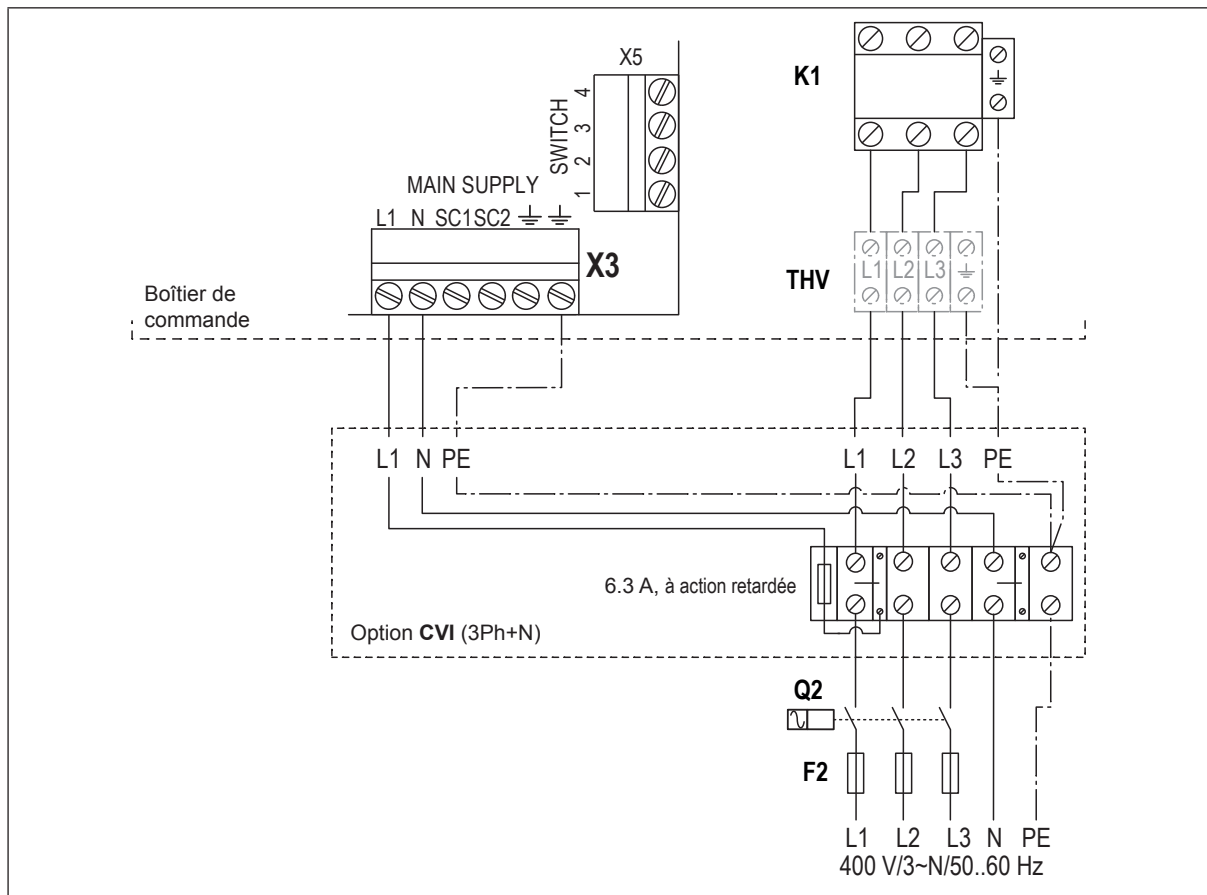 X5
SWITCH
4
3
2
1
MAIN SUPPLY
L1 N SC1 SC2
X3
K1
THV
L1 L2 L3
Boîtier de
commande
L1 N PE
L1 L2 L3 PE
6.3 A, à action retardée
Option CVI (3Ph+N)
Q2
F2
L1 L2 L3 N PE
400 V/3~N/50..60 Hz